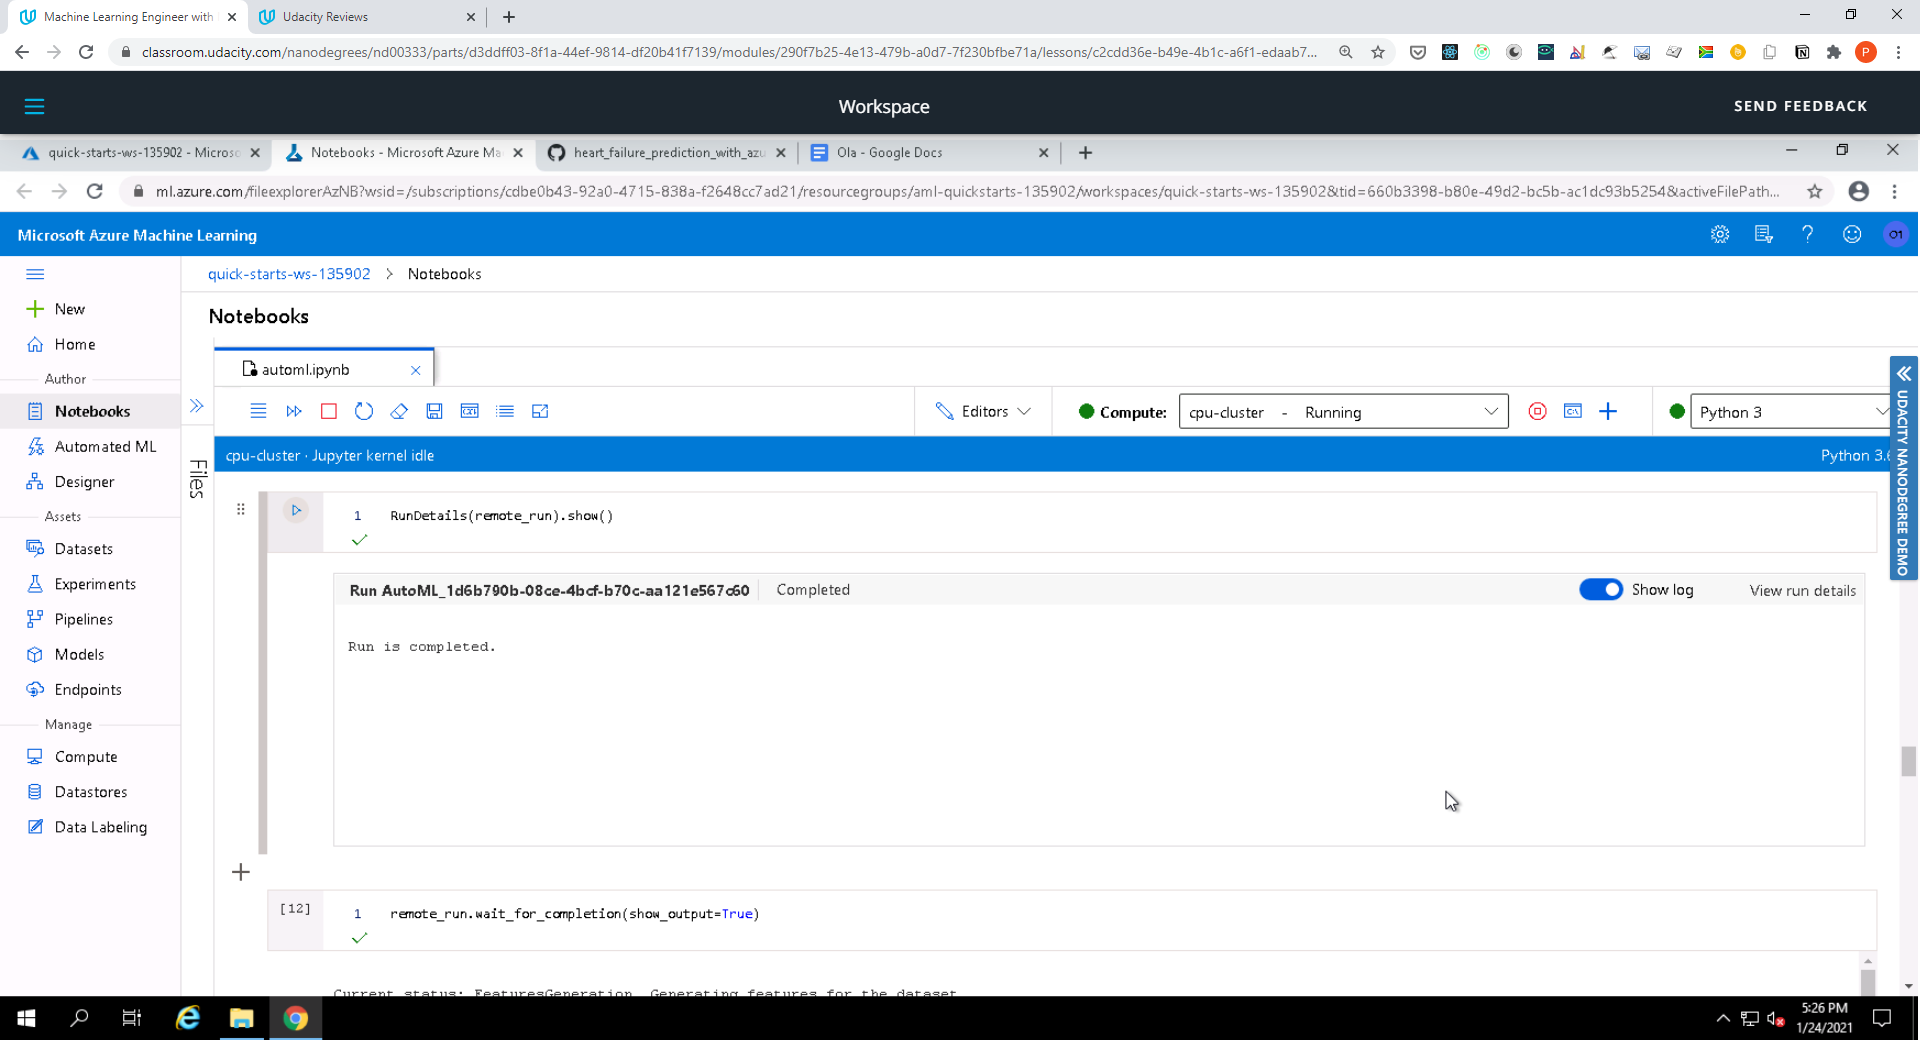 Machine Learning Engineer with
Udacity Reviews
classroom.udacity.com/nanodegrees/nd00333/parts/d3ddff03-8f1a-44ef-9814-df20b41f7139/modules/290f7b25-4e13-479b-a0d7-7f230bfbe71a/lessons/c2cdd36e-b49e-4b1c-a6f1-edaab7...
P
Workspace
SEND FEEDBACK
quick-starts-ws-135902 - Microso
Notebooks - Microsoft Azure Ma
heart_failure_prediction_with_azu
Ola - Google Docs
ml.azure.com/fileexplorerAzNB?wsid=/subscriptions/cdbe0b43-92a0-4715-838a-f2648cc7ad21/resourcegroups/aml-quickstarts-135902/workspaces/quick-starts-ws-135902&tid=660b3398-b80e-49d2-bc5b-ac1dc93b5254&activeFilePath...
Microsoft Azure Machine Learning
O1
quick-starts-ws-135902 > Notebooks
New
Home
Author
Notebooks
Automated ML
Designer
Assets
Datasets
Experiments
Pipelines
Models
Endpoints
Manage
Compute
Datastores
Data Labeling
Notebooks
Files
automl.ipynb
Editors
Compute:
cpu-cluster - Running
Python 3
cpu-cluster · Jupyter kernel idle
Python 3.6
UDACITY NANODEGREE DEMO
1 RunDetails(remote_run).show()
Run AutoML_1d6b790b-08ce-4bcf-b70c-aa121e567c60
Completed
Show log
View run details
Run is completed.
[12]
1 remote_run.wait_for_completion(show_output=True)
Current status: FeaturesGeneration. Generating features for the dataset.
5:26 PM
1/24/2021